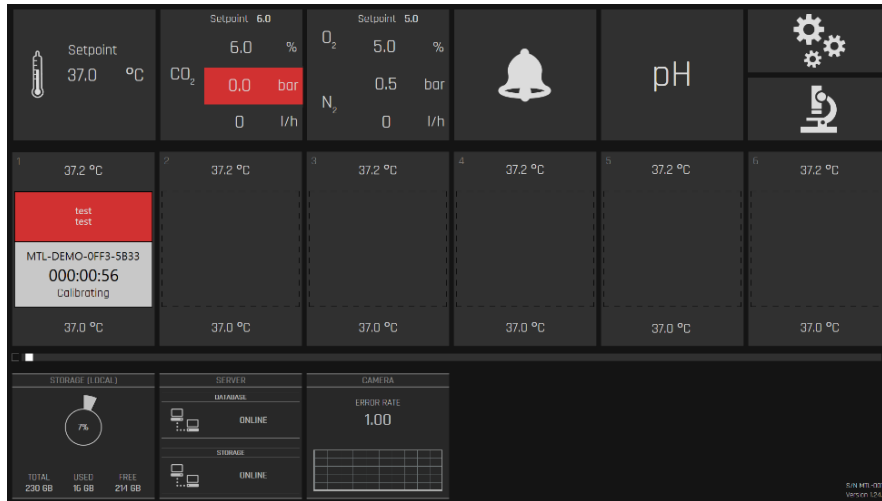 Setpoint
37.0 °C
Setpoint 6.0
CO2
6.0 %
0.0 bar
0 l/h
Setpoint 5.0
O2
5.0 %
N2
0.5 bar
0 l/h
pH
1 2 3 4 5 6
37.2 °C 37.2 °C 37.2 °C 37.2 °C 37.2 °C 37.2 °C
test
test
MTL-DEMO-0FF3-5B33
000:00:56
Calibrating
37.0 °C 37.0 °C 37.0 °C 37.0 °C 37.0 °C 37.0 °C
STORAGE (LOCAL)
7%
TOTAL USED FREE
230 GB 16 GB 214 GB
SERVER
DATABASE
ONLINE
STORAGE
ONLINE
CAMERA
ERROR RATE
1.00
S/N MTL-
Version